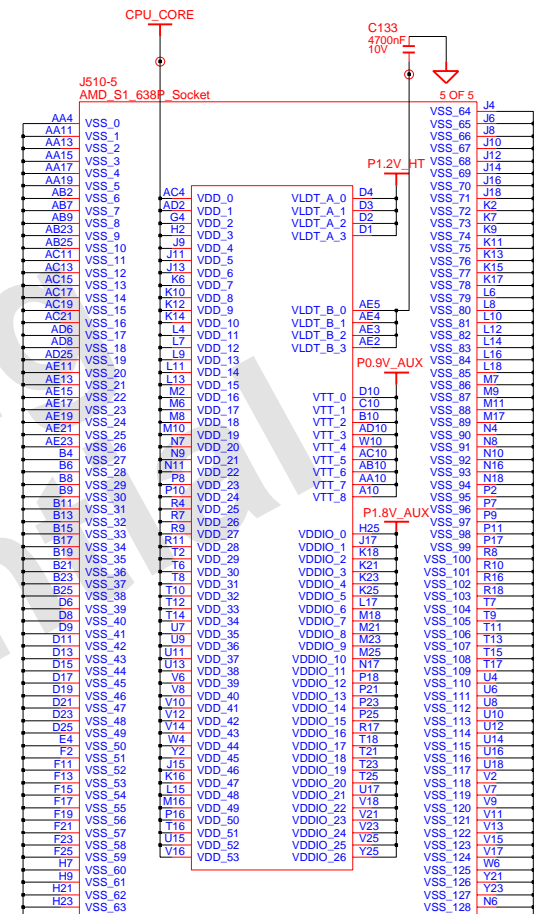 CPU_CORE
C133
4700nF
10V
J510-5
AMD_S1_638P_Socket
5 OF 5
AA4 VSS_0
AA11 VSS_1
AA13 VSS_2
AA15 VSS_3
AA17 VSS_4
AA19 VSS_5
AB2 VSS_6
AB7 VSS_7
AB9 VSS_8
AB23 VSS_9
AB25 VSS_10
AC11 VSS_11
AC13 VSS_12
AC15 VSS_13
AC17 VSS_14
AC19 VSS_15
AC21 VSS_16
AD6 VSS_17
AD8 VSS_18
AD25 VSS_19
AE11 VSS_20
AE13 VSS_21
AE15 VSS_22
AE17 VSS_23
AE19 VSS_24
AE21 VSS_25
AE23 VSS_26
B4 VSS_27
B6 VSS_28
B8 VSS_29
B9 VSS_30
B11 VSS_31
B13 VSS_32
B15 VSS_33
B17 VSS_34
B19 VSS_35
B21 VSS_36
B23 VSS_37
B25 VSS_38
D6 VSS_39
D8 VSS_40
D9 VSS_41
D11 VSS_42
D13 VSS_43
D15 VSS_44
D17 VSS_45
D19 VSS_46
D21 VSS_47
D23 VSS_48
D25 VSS_49
E4 VSS_50
F2 VSS_51
F11 VSS_52
F13 VSS_53
F15 VSS_54
F17 VSS_55
F19 VSS_56
F21 VSS_57
F23 VSS_58
F25 VSS_59
H7 VSS_60
H9 VSS_61
H21 VSS_62
H23 VSS_63
AC4 VDD_0
AD2 VDD_1
G4 VDD_2
H2 VDD_3
J9 VDD_4
J11 VDD_5
J13 VDD_6
K6 VDD_7
K10 VDD_8
K12 VDD_9
K14 VDD_10
L4 VDD_11
L7 VDD_12
L9 VDD_13
L11 VDD_14
L13 VDD_15
M2 VDD_16
M6 VDD_17
M8 VDD_18
M10 VDD_19
N7 VDD_20
N9 VDD_21
N11 VDD_22
P8 VDD_23
P10 VDD_24
R4 VDD_25
R7 VDD_26
R9 VDD_27
R11 VDD_28
T2 VDD_29
T6 VDD_30
T8 VDD_31
T10 VDD_32
T12 VDD_33
T14 VDD_34
U7 VDD_35
U9 VDD_36
U11 VDD_37
U13 VDD_38
V6 VDD_39
V8 VDD_40
V10 VDD_41
V12 VDD_42
V14 VDD_43
W4 VDD_44
Y2 VDD_45
J15 VDD_46
K16 VDD_47
L15 VDD_48
M16 VDD_49
P16 VDD_50
T16 VDD_51
U15 VDD_52
V16 VDD_53
P1.2V_HT
VLDT_A_0 D4
VLDT_A_1 D3
VLDT_A_2 D2
VLDT_A_3 D1
VLDT_B_0 AE5
VLDT_B_1 AE4
VLDT_B_2 AE3
VLDT_B_3 AE2
P0.9V_AUX
VTT_0 D10
VTT_1 C10
VTT_2 B10
VTT_3 AD10
VTT_4 W10
VTT_5 AC10
VTT_6 AB10
VTT_7 AA10
VTT_8 A10
P1.8V_AUX
VDDIO_0 H25
VDDIO_1 J17
VDDIO_2 K18
VDDIO_3 K21
VDDIO_4 K23
VDDIO_5 K25
VDDIO_6 L17
VDDIO_7 M18
VDDIO_8 M21
VDDIO_9 M23
VDDIO_10 M25
VDDIO_11 N17
VDDIO_12 P18
VDDIO_13 P21
VDDIO_14 P23
VDDIO_15 P25
VDDIO_16 R17
VDDIO_17 T18
VDDIO_18 T21
VDDIO_19 T23
VDDIO_20 T25
VDDIO_21 U17
VDDIO_22 V18
VDDIO_23 V21
VDDIO_24 V23
VDDIO_25 V25
VDDIO_26 Y25
VSS_64 J4
VSS_65 J6
VSS_66 J8
VSS_67 J10
VSS_68 J12
VSS_69 J14
VSS_70 J16
VSS_71 J18
VSS_72 K2
VSS_73 K7
VSS_74 K9
VSS_75 K11
VSS_76 K13
VSS_77 K15
VSS_78 K17
VSS_79 L6
VSS_80 L8
VSS_81 L10
VSS_82 L12
VSS_83 L14
VSS_84 L16
VSS_85 L18
VSS_86 M7
VSS_87 M9
VSS_88 M11
VSS_89 M17
VSS_90 N4
VSS_91 N8
VSS_92 N10
VSS_93 N16
VSS_94 N18
VSS_95 P2
VSS_96 P7
VSS_97 P9
VSS_98 P11
VSS_99 P17
VSS_100 R8
VSS_101 R10
VSS_102 R16
VSS_103 R18
VSS_104 T7
VSS_105 T9
VSS_106 T11
VSS_107 T13
VSS_108 T15
VSS_109 T17
VSS_110 U4
VSS_111 U6
VSS_112 U8
VSS_113 U10
VSS_114 U12
VSS_115 U14
VSS_116 U16
VSS_117 U18
VSS_118 V2
VSS_119 V7
VSS_120 V9
VSS_121 V11
VSS_122 V13
VSS_123 V15
VSS_124 V17
VSS_125 W6
VSS_126 Y21
VSS_127 Y23
VSS_128 N6